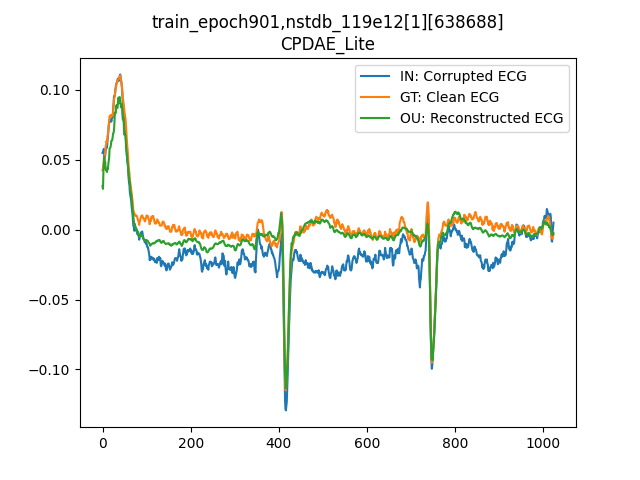 train_epoch901,nstdb_119e12[1][638688]
CPDAE_Lite
IN: Corrupted ECG
GT: Clean ECG
OU: Reconstructed ECG
0.10
0.05
0.00
−0.05
−0.10
0 200 400 600 800 1000